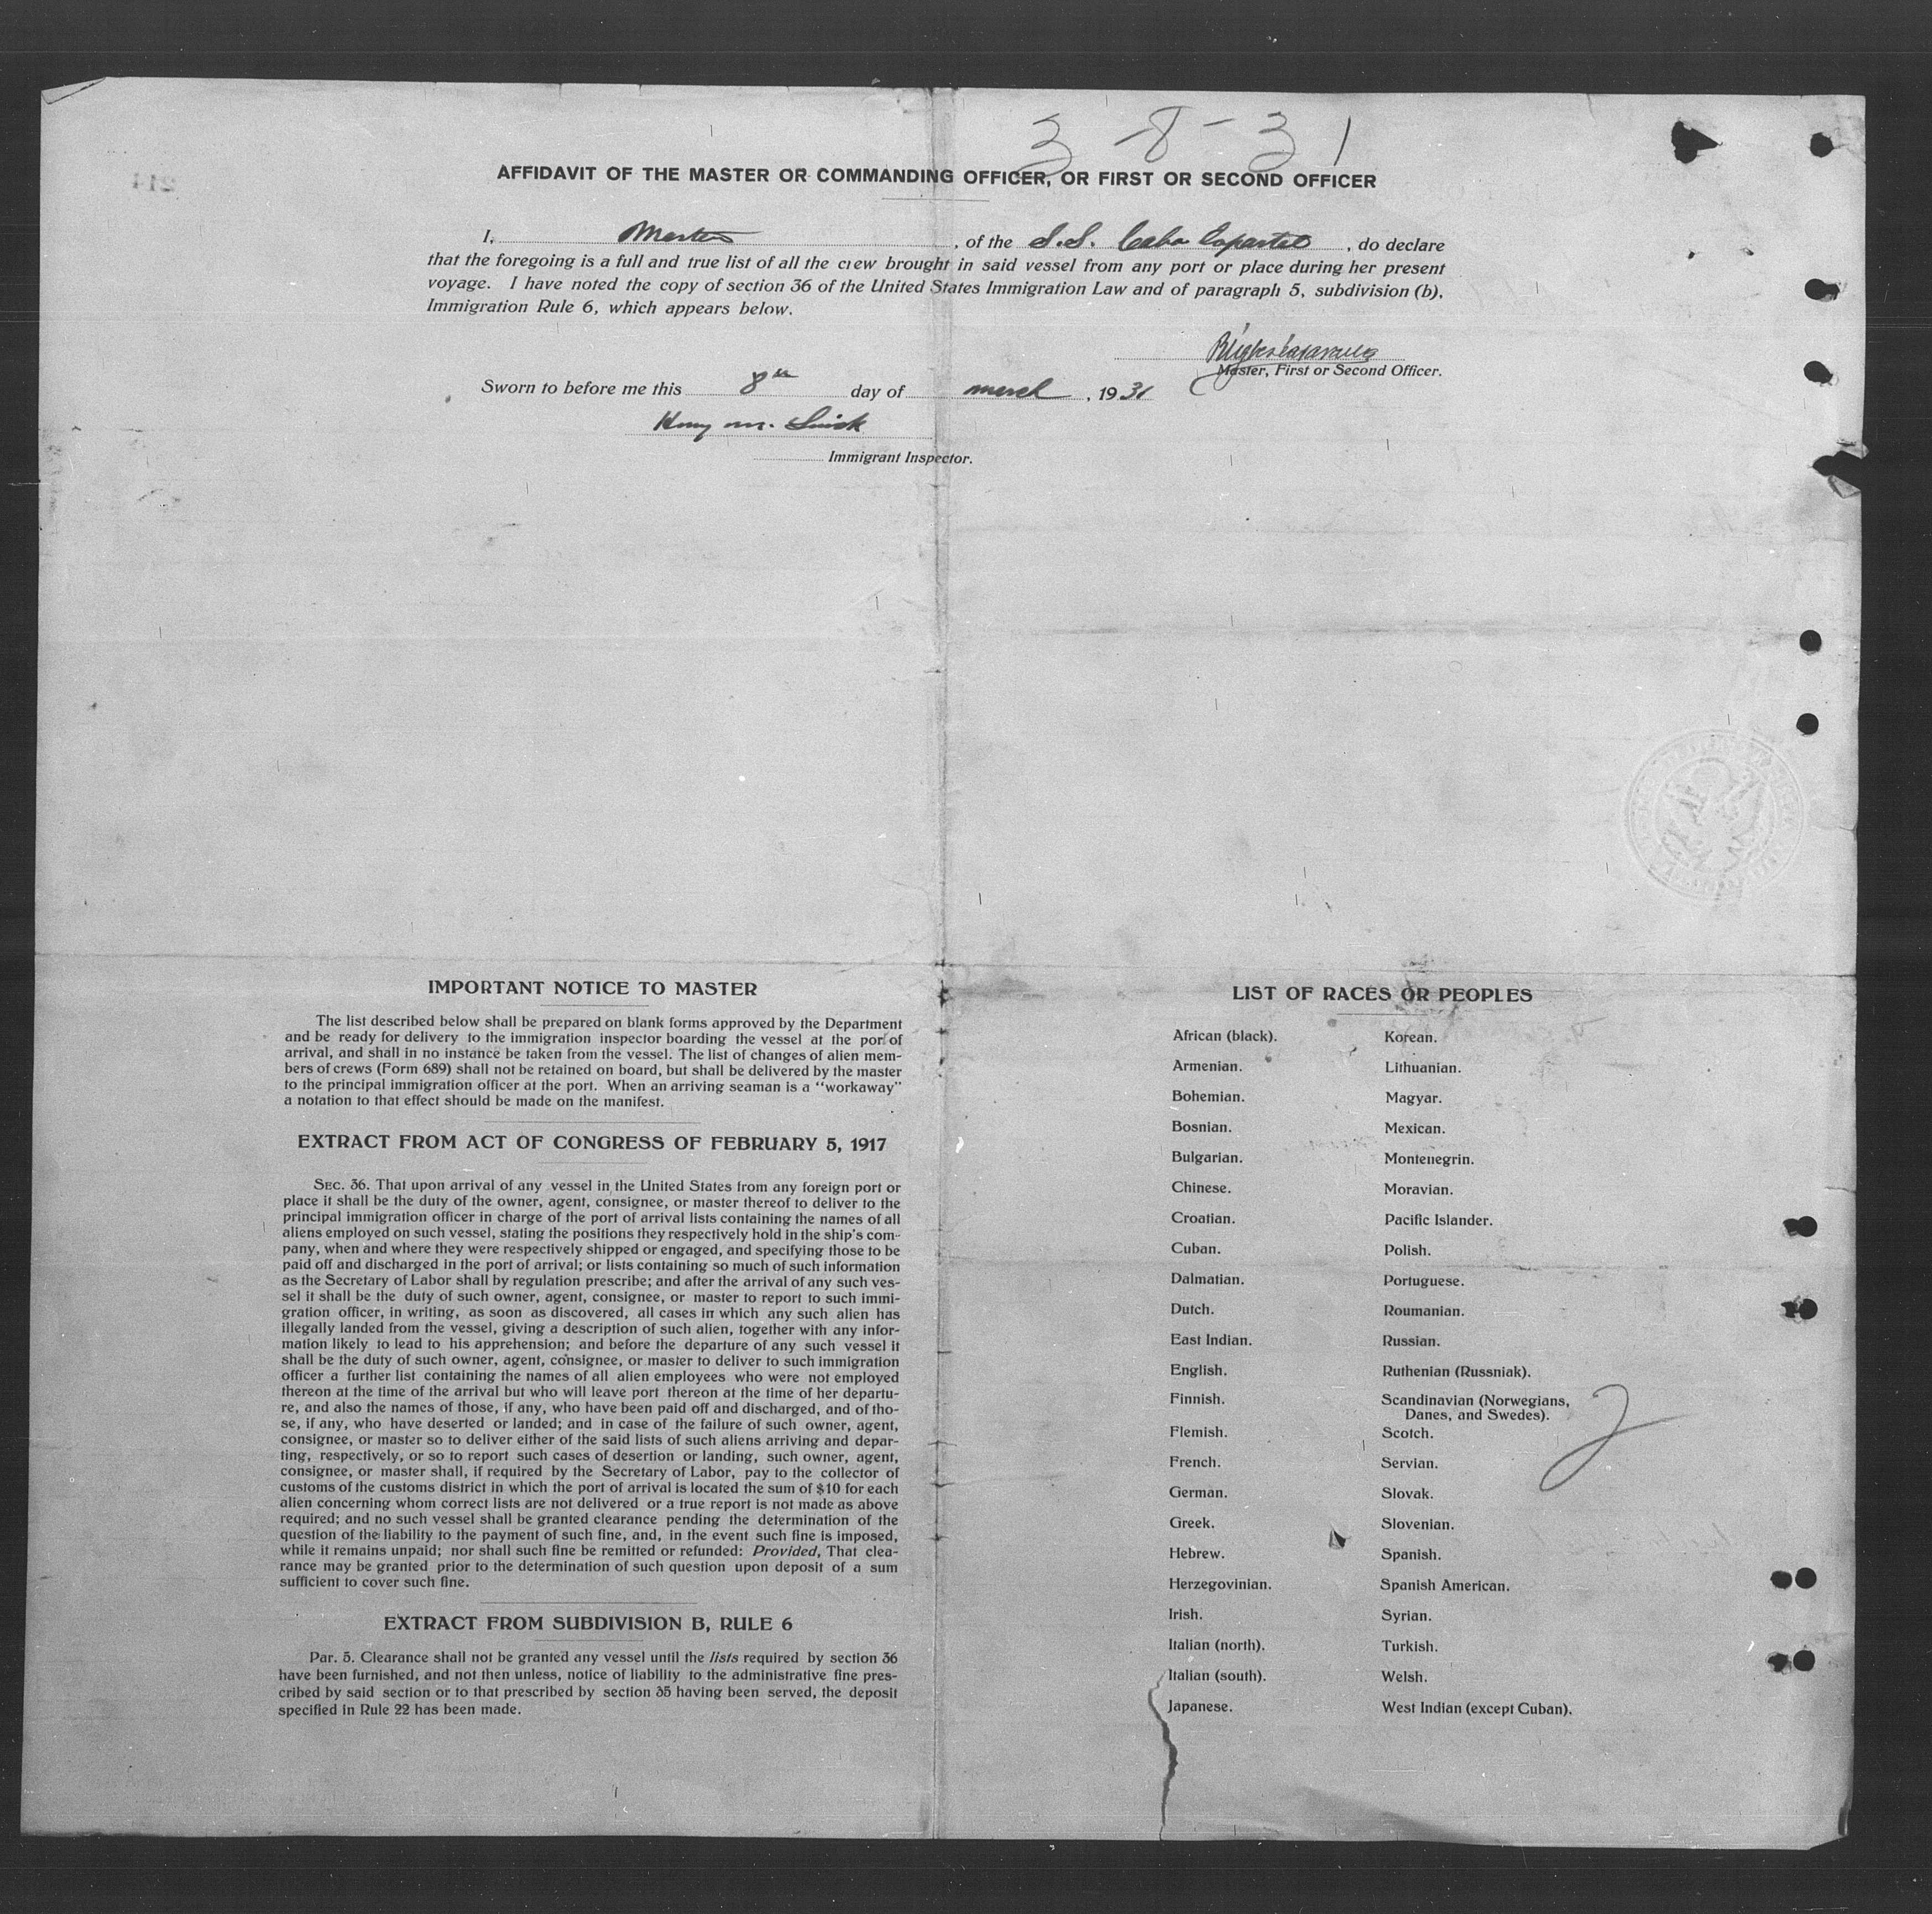 3-8-31
AFFIDAVIT OF THE MASTER OR COMMANDING OFFICER, OR FIRST OR SECOND OFFICER
I, Master, of the S.S. Cabo, do declare
that the foregoing is a full and true list of all the crew brought in said vessel from any port or place during her present
voyage. I have noted the copy of section 36 of the United States Immigration Law and of paragraph 5, subdivision (b),
Immigration Rule 6, which appears below.
Master, First or Second Officer.
Sworn to before me this 8th day of march, 1931
Immigrant Inspector.
IMPORTANT NOTICE TO MASTER
The list described below shall be prepared on blank forms approved by the Department
and be ready for delivery to the immigration inspector boarding the vessel at the port of
arrival, and shall in no instance be taken from the vessel. The list of changes of alien mem-
bers of crews (Form 689) shall not be retained on board, but shall be delivered by the master
to the principal immigration officer at the port. When an arriving seaman is a "workaway"
a notation to that effect should be made on the manifest.
EXTRACT FROM ACT OF CONGRESS OF FEBRUARY 5, 1917
SEC. 36. That upon arrival of any vessel in the United States from any foreign port or
place it shall be the duty of the owner, agent, consignee, or master thereof to deliver to the
principal immigration officer in charge of the port of arrival lists containing the names of all
aliens employed on such vessel, stating the positions they respectively hold in the ship's com-
pany, when and where they were respectively shipped or engaged, and specifying those to be
paid off and discharged in the port of arrival; or lists containing so much of such information
as the Secretary of Labor shall by regulation prescribe; and after the arrival of any such ves-
sel it shall be the duty of such owner, agent, consignee, or master to report to such immi-
gration officer, in writing, as soon as discovered, all cases in which any such alien has
illegally landed from the vessel, giving a description of such alien, together with any infor-
mation likely to lead to his apprehension; and before the departure of any such vessel it
shall be the duty of such owner, agent, consignee, or master to deliver to such immigration
officer a further list containing the names of all alien employees who were not employed
thereon at the time of the arrival but who will leave port thereon at the time of her departu-
re, and also the names of those, if any, who have been paid off and discharged, and of tho-
se, if any, who have deserted or landed; and in case of the failure of such owner, agent,
consignee, or master so to deliver either of the said lists of such aliens arriving and depar-
ting, respectively, or so to report such cases of desertion or landing, such owner, agent,
consignee, or master shall, if required by the Secretary of Labor, pay to the collector of
customs of the customs district in which the port of arrival is located the sum of $10 for each
alien concerning whom correct lists are not delivered or a true report is not made as above
required; and no such vessel shall be granted clearance pending the determination of the
question of the liability to the payment of such fine, and, in the event such fine is imposed,
while it remains unpaid; nor shall such fine be remitted or refunded: Provided, That clea-
rance may be granted prior to the determination of such question upon deposit of a sum
sufficient to cover such fine.
EXTRACT FROM SUBDIVISION B, RULE 6
Par. 5. Clearance shall not be granted any vessel until the lists required by section 36
have been furnished, and not then unless, notice of liability to the administrative fine pres-
cribed by said section or to that prescribed by section 35 having been served, the deposit
specified in Rule 22 has been made.
LIST OF RACES OR PEOPLES
African (black).
Armenian.
Bohemian.
Bosnian.
Bulgarian.
Chinese.
Croatian.
Cuban.
Dalmatian.
Dutch.
East Indian.
English.
Finnish.
Flemish.
French.
German.
Greek.
Hebrew.
Herzegovinian.
Irish.
Italian (north).
Italian (south).
Japanese.
Korean.
Lithuanian.
Magyar.
Mexican.
Montenegrin.
Moravian.
Pacific Islander.
Polish.
Portuguese.
Roumanian.
Russian.
Ruthenian (Russniak).
Scandinavian (Norwegians,
Danes, and Swedes).
Scotch.
Servian.
Slovak.
Slovenian.
Spanish.
Spanish American.
Syrian.
Turkish.
Welsh.
West Indian (except Cuban).
2